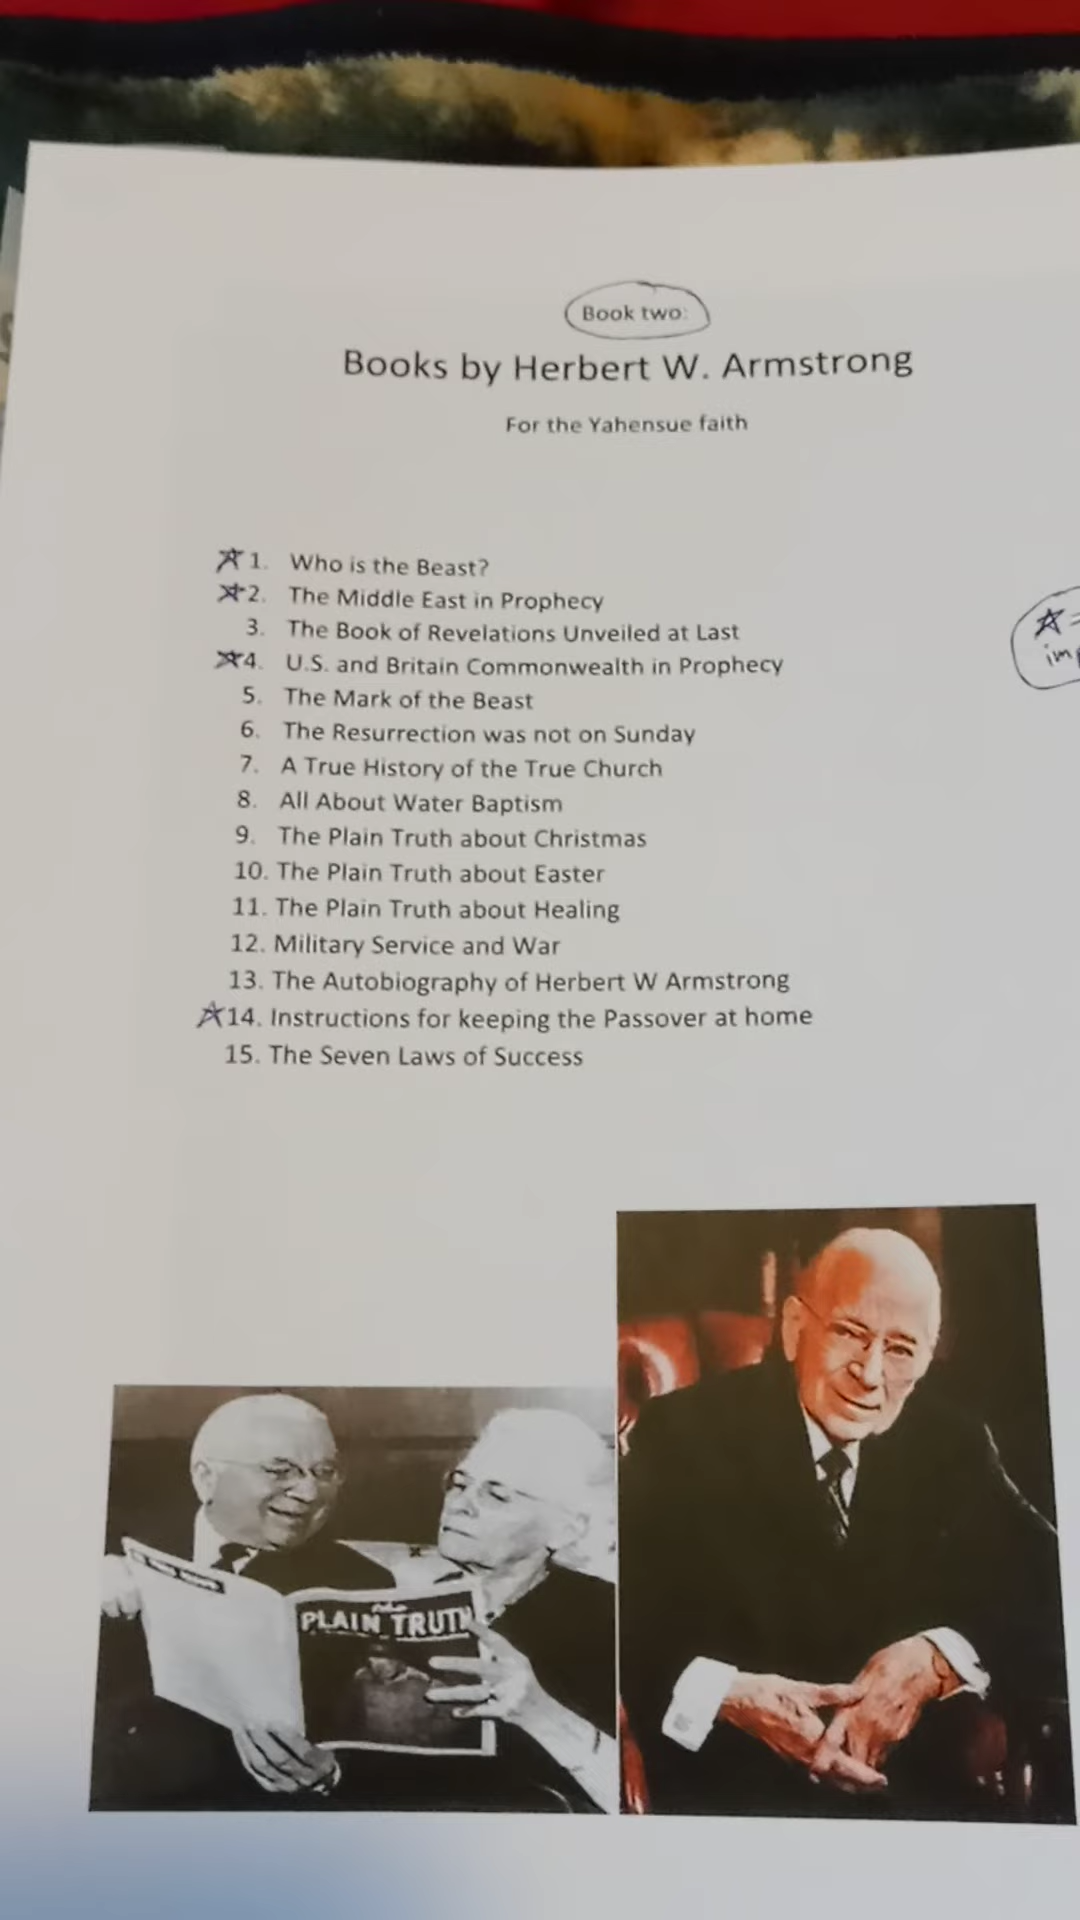 Book two:
Books by Herbert W. Armstrong
For the Yahensue faith
☆ 1. Who is the Beast?
☆ 2. The Middle East in Prophecy
3. The Book of Revelations Unveiled at Last
☆ =
☆ 4. U.S. and Britain Commonwealth in Prophecy
5. The Mark of the Beast
6. The Resurrection was not on Sunday
7. A True History of the True Church
8. All About Water Baptism
9. The Plain Truth about Christmas
10. The Plain Truth about Easter
11. The Plain Truth about Healing
12. Military Service and War
13. The Autobiography of Herbert W Armstrong
☆ 14. Instructions for keeping the Passover at home
15. The Seven Laws of Success
PLAIN TRUTH